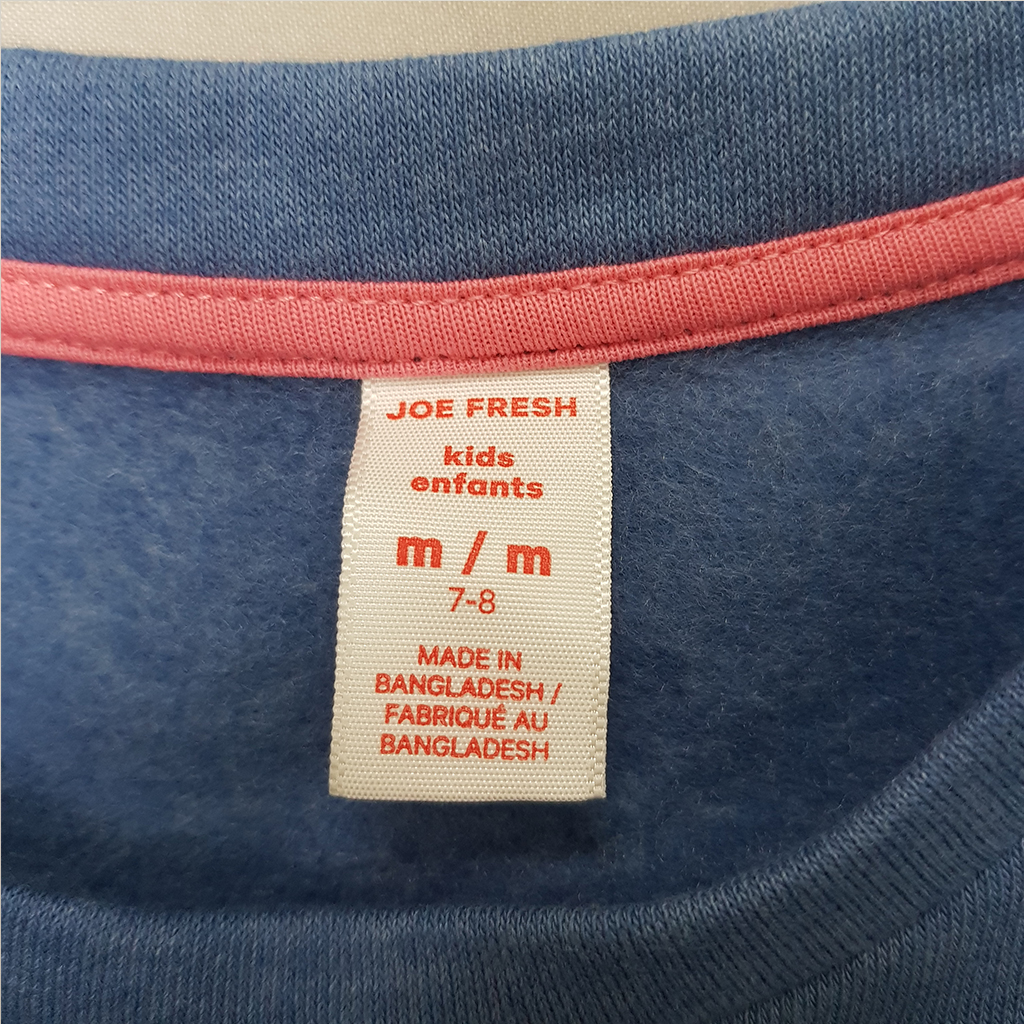 JOE FRESH
kids
enfants
m / m
7-8
MADE IN
BANGLADESH /
FABRIQUÉ AU
BANGLADESH